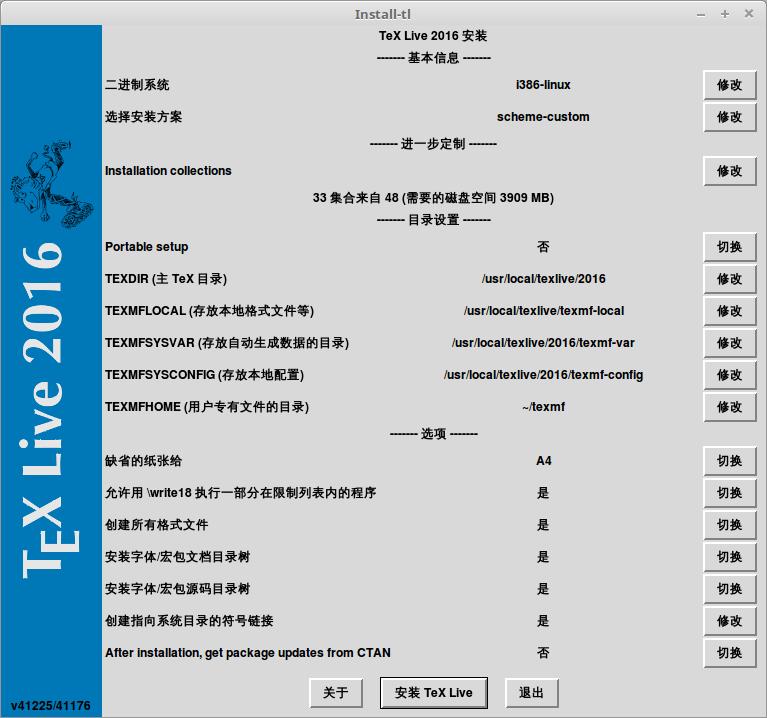 Install-tl
TeX Live 2016 安装
------- 基本信息 -------
二进制系统 i386-linux 修改
选择安装方案 scheme-custom 修改
------- 进一步定制 -------
Installation collections 修改
33 集合来自 48 (需要的磁盘空间 3909 MB)
------- 目录设置 -------
Portable setup 否 切换
TEXDIR (主 TeX 目录) /usr/local/texlive/2016 修改
TEXMFLOCAL (存放本地格式文件等) /usr/local/texlive/texmf-local 修改
TEXMFSYSVAR (存放自动生成数据的目录) /usr/local/texlive/2016/texmf-var 修改
TEXMFSYSCONFIG (存放本地配置) /usr/local/texlive/2016/texmf-config 修改
TEXMFHOME (用户专有文件的目录) ~/texmf 修改
------- 选项 -------
缺省的纸张给 A4 切换
允许用 \write18 执行一部分在限制列表内的程序 是 切换
创建所有格式文件 是 切换
安装字体/宏包文档目录树 是 切换
安装字体/宏包源码目录树 是 切换
创建指向系统目录的符号链接 是 修改
After installation, get package updates from CTAN 否 切换
关于 安装 TeX Live 退出
TEX Live 2016
v41225/41176